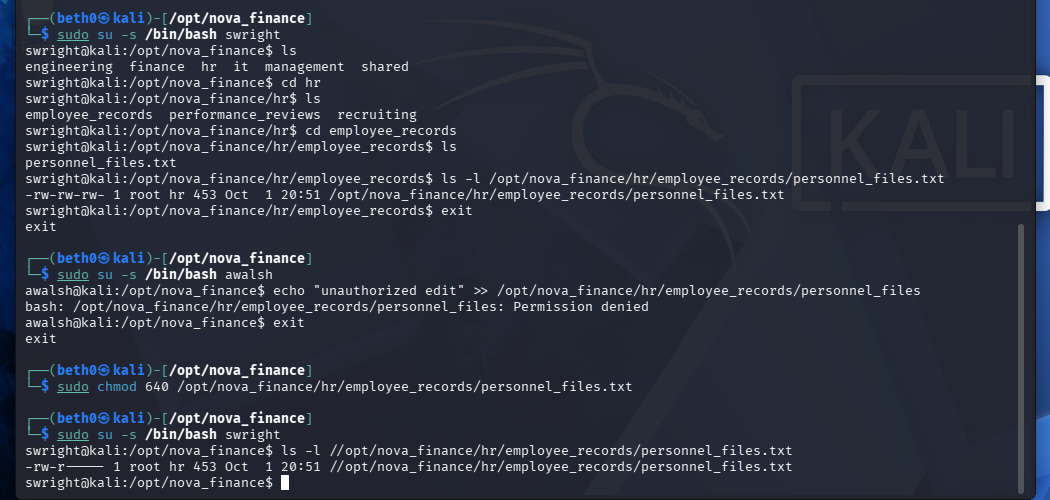 ┌──(beth0㉿kali)-[/opt/nova_finance]
└─$ sudo su -s /bin/bash swright
swright@kali:/opt/nova_finance$ ls
engineering  finance  hr  it  management  shared
swright@kali:/opt/nova_finance$ cd hr
swright@kali:/opt/nova_finance/hr$ ls
employee_records  performance_reviews  recruiting
swright@kali:/opt/nova_finance/hr$ cd employee_records
swright@kali:/opt/nova_finance/hr/employee_records$ ls
personnel_files.txt
swright@kali:/opt/nova_finance/hr/employee_records$ ls -l /opt/nova_finance/hr/employee_records/personnel_files.txt
-rw-rw-rw- 1 root hr 453 Oct  1 20:51 /opt/nova_finance/hr/employee_records/personnel_files.txt
swright@kali:/opt/nova_finance/hr/employee_records$ exit
exit
┌──(beth0㉿kali)-[/opt/nova_finance]
└─$ sudo su -s /bin/bash awalsh
awalsh@kali:/opt/nova_finance$ echo "unauthorized edit" >> /opt/nova_finance/hr/employee_records/personnel_files
bash: /opt/nova_finance/hr/employee_records/personnel_files: Permission denied
awalsh@kali:/opt/nova_finance$ exit
exit
┌──(beth0㉿kali)-[/opt/nova_finance]
└─$ sudo chmod 640 /opt/nova_finance/hr/employee_records/personnel_files.txt
┌──(beth0㉿kali)-[/opt/nova_finance]
└─$ sudo su -s /bin/bash swright
swright@kali:/opt/nova_finance$ ls -l //opt/nova_finance/hr/employee_records/personnel_files.txt
-rw-r----- 1 root hr 453 Oct  1 20:51 //opt/nova_finance/hr/employee_records/personnel_files.txt
swright@kali:/opt/nova_finance$
KALI